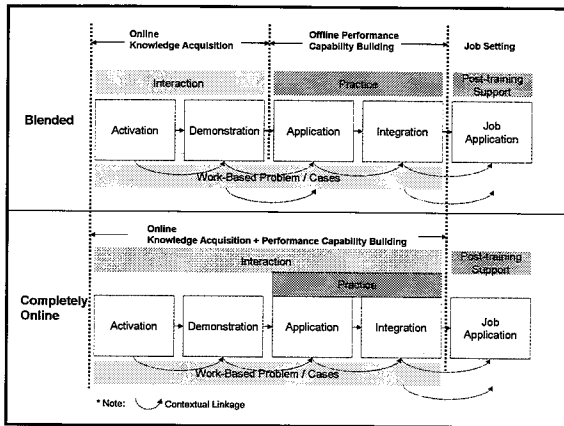 Online
Knowledge Acquisition
Offline Performance
Capability Building
Job Setting
Interaction
Practice
Post-training
Support
Blended
Activation
Demonstration
Application
Integration
Job
Application
Work-Based Problem / Cases
Online
Knowledge Acquisition + Performance Capability Building
Interaction
Post-training
Support
Practice
Completely
Online
Activation
Demonstration
Application
Integration
Job
Application
Work-Based Problem / Cases
* Note: Contextual Linkage